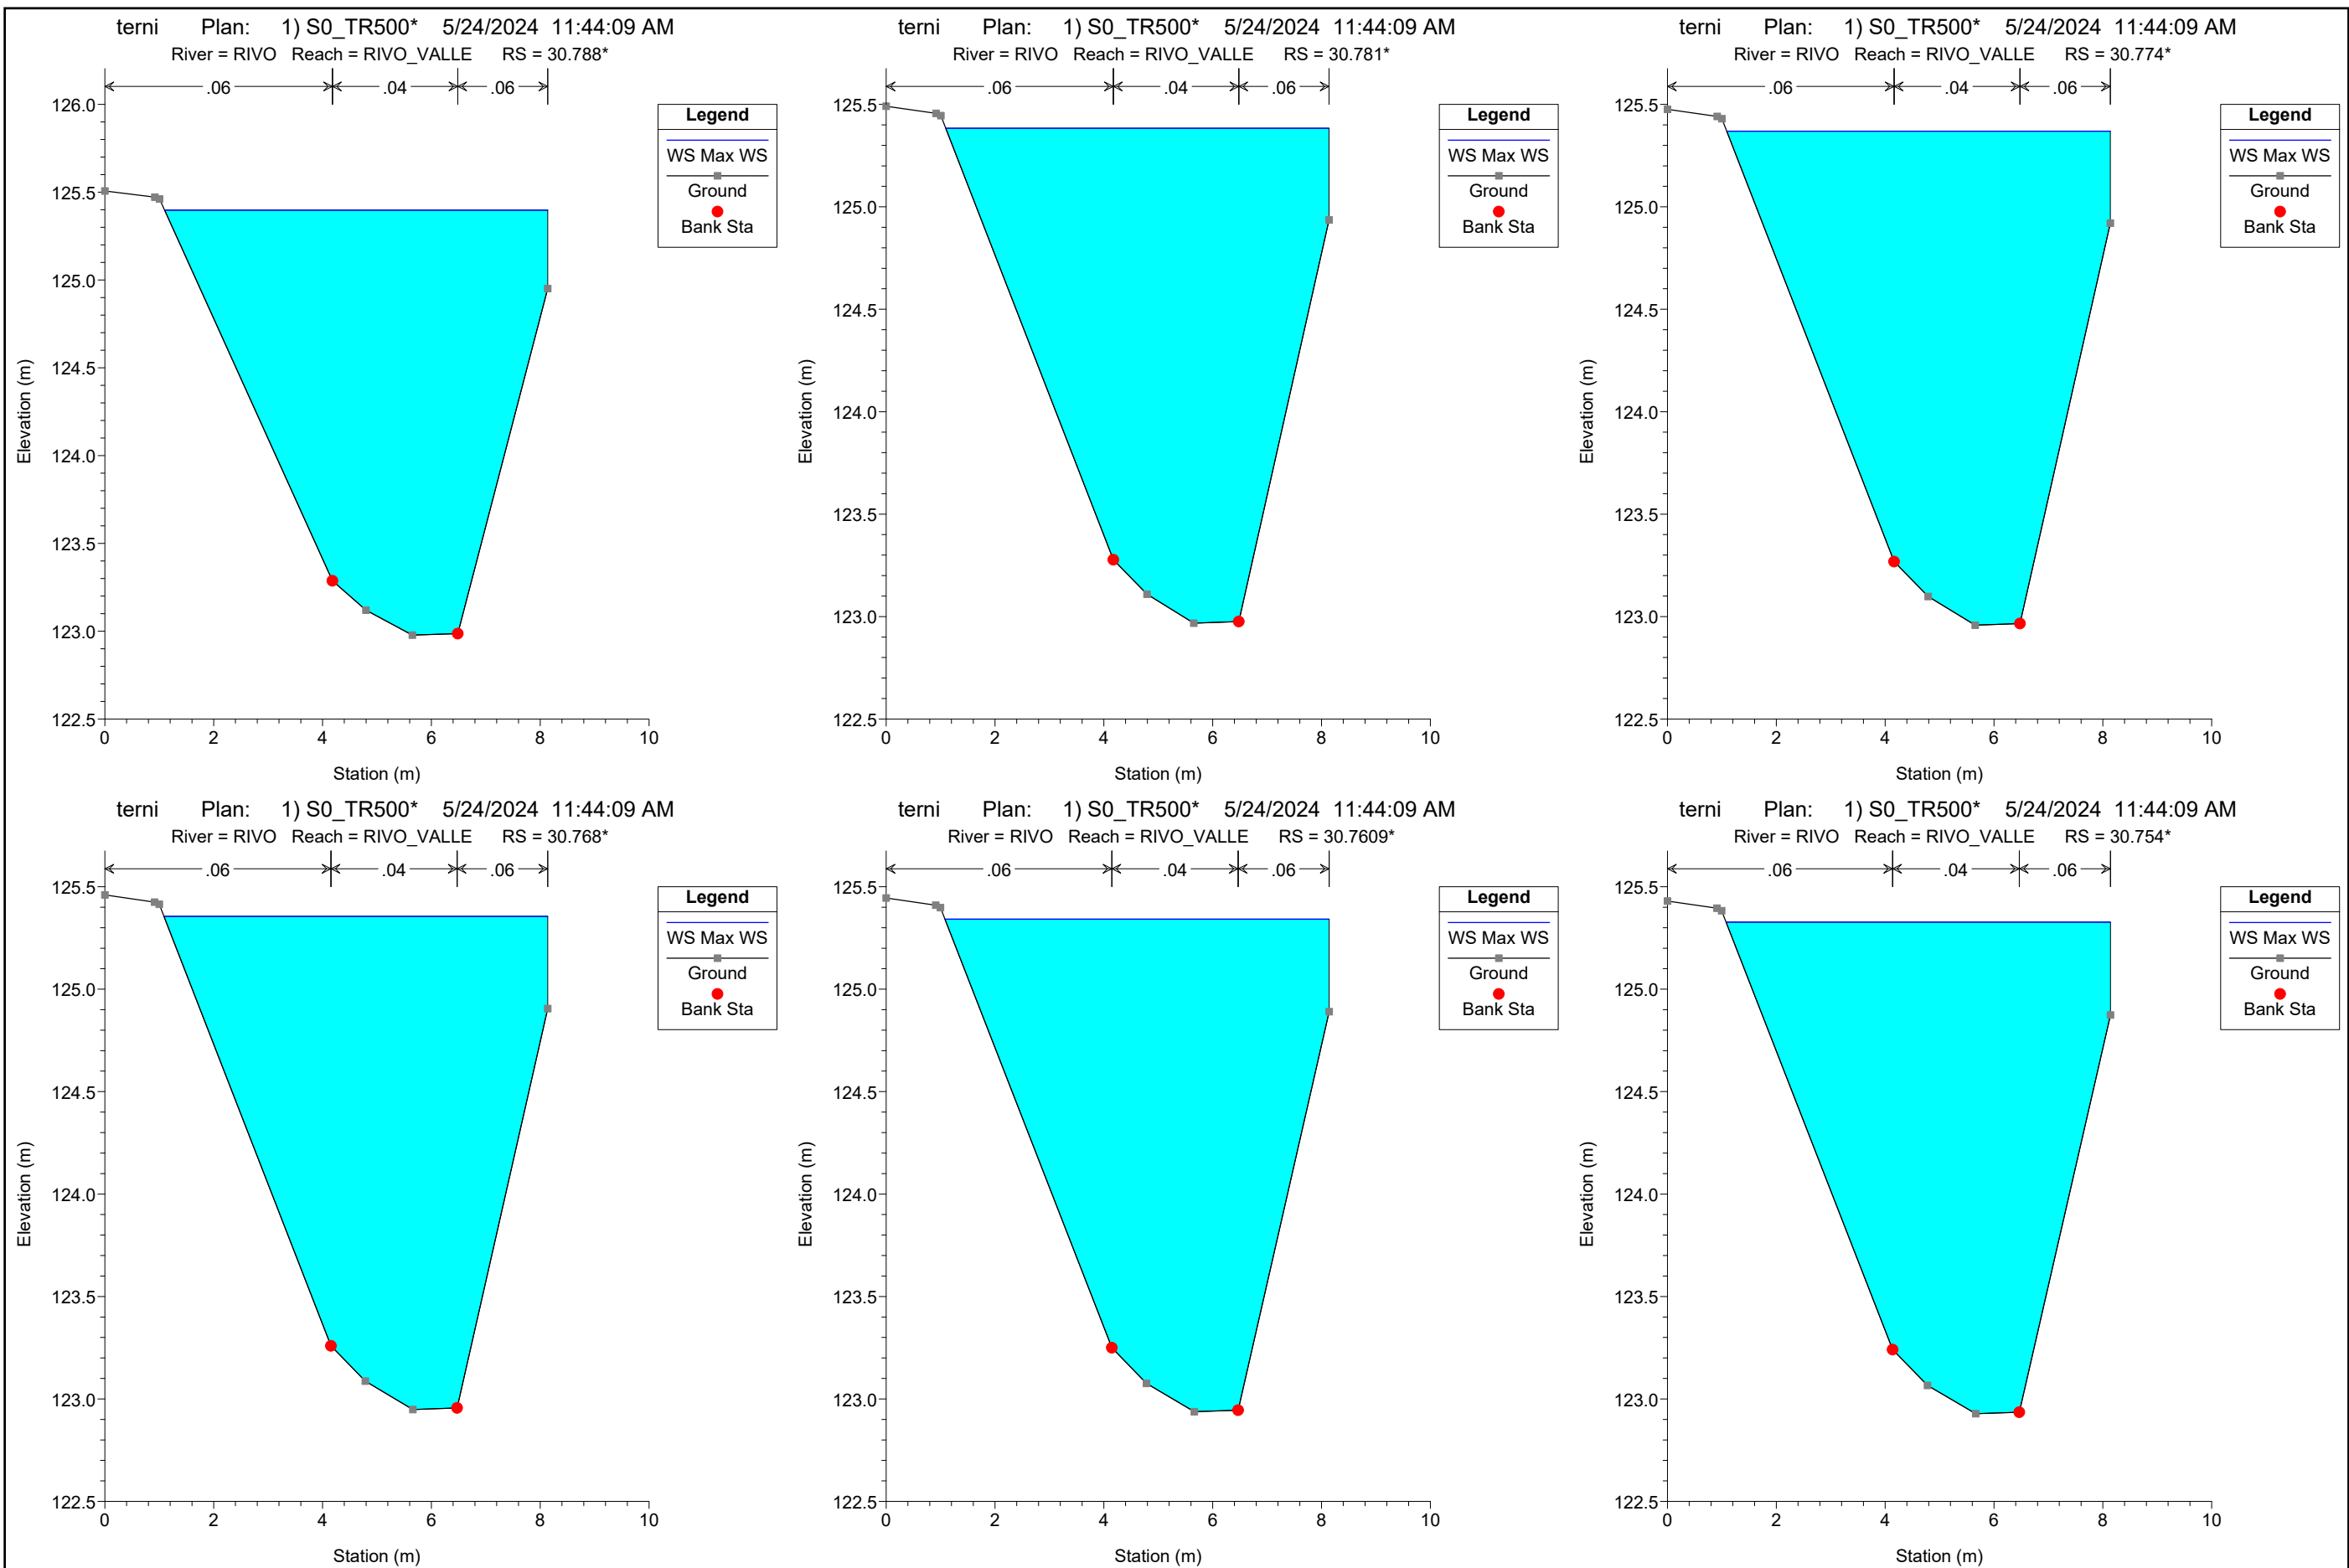 terni Plan: 1) S0_TR500* 5/24/2024 11:44:09 AM
River = RIVO Reach = RIVO_VALLE RS = 30.788*
.06 .04 .06
126.0
125.5
125.0
124.5
124.0
123.5
123.0
122.5
0 2 4 6 8 10
Elevation (m)
Station (m)
Legend
WS Max WS
Ground
Bank Sta
terni Plan: 1) S0_TR500* 5/24/2024 11:44:09 AM
River = RIVO Reach = RIVO_VALLE RS = 30.781*
.06 .04 .06
125.5
125.0
124.5
124.0
123.5
123.0
122.5
0 2 4 6 8 10
Elevation (m)
Station (m)
Legend
WS Max WS
Ground
Bank Sta
terni Plan: 1) S0_TR500* 5/24/2024 11:44:09 AM
River = RIVO Reach = RIVO_VALLE RS = 30.774*
.06 .04 .06
125.5
125.0
124.5
124.0
123.5
123.0
122.5
0 2 4 6 8 10
Elevation (m)
Station (m)
Legend
WS Max WS
Ground
Bank Sta
terni Plan: 1) S0_TR500* 5/24/2024 11:44:09 AM
River = RIVO Reach = RIVO_VALLE RS = 30.768*
.06 .04 .06
125.5
125.0
124.5
124.0
123.5
123.0
122.5
0 2 4 6 8 10
Elevation (m)
Station (m)
Legend
WS Max WS
Ground
Bank Sta
terni Plan: 1) S0_TR500* 5/24/2024 11:44:09 AM
River = RIVO Reach = RIVO_VALLE RS = 30.7609*
.06 .04 .06
125.5
125.0
124.5
124.0
123.5
123.0
122.5
0 2 4 6 8 10
Elevation (m)
Station (m)
Legend
WS Max WS
Ground
Bank Sta
terni Plan: 1) S0_TR500* 5/24/2024 11:44:09 AM
River = RIVO Reach = RIVO_VALLE RS = 30.754*
.06 .04 .06
125.5
125.0
124.5
124.0
123.5
123.0
122.5
0 2 4 6 8 10
Elevation (m)
Station (m)
Legend
WS Max WS
Ground
Bank Sta